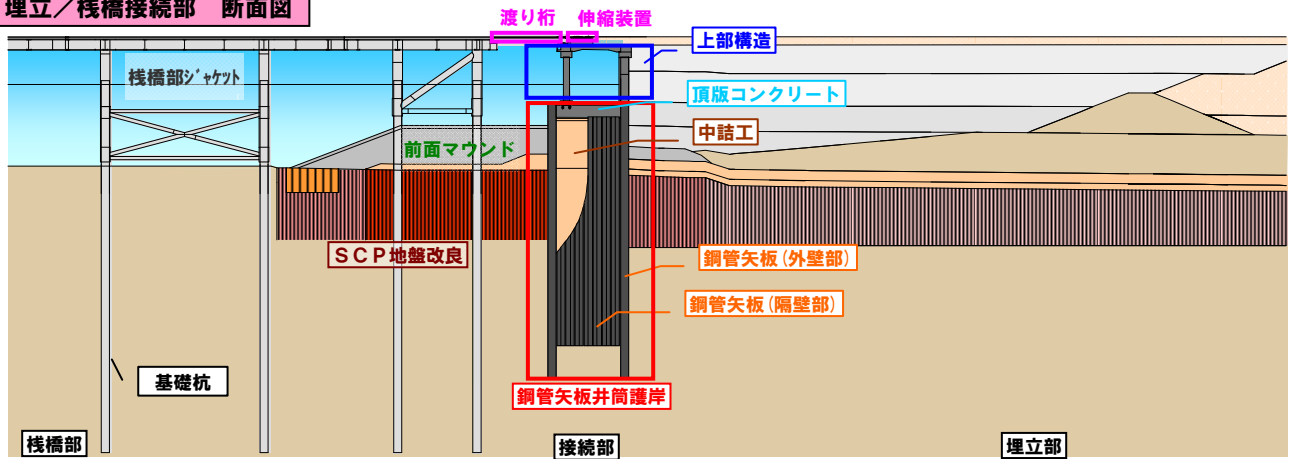 埋立／桟橋接続部　断面図
渡り桁
伸縮装置
上部構造
桟橋部ｼﾞｬｹｯﾄ
頂版コンクリート
中詰工
前面マウンド
ＳＣＰ地盤改良
鋼管矢板(外壁部)
鋼管矢板(隔壁部)
基礎杭
鋼管矢板井筒護岸
桟橋部
接続部
埋立部